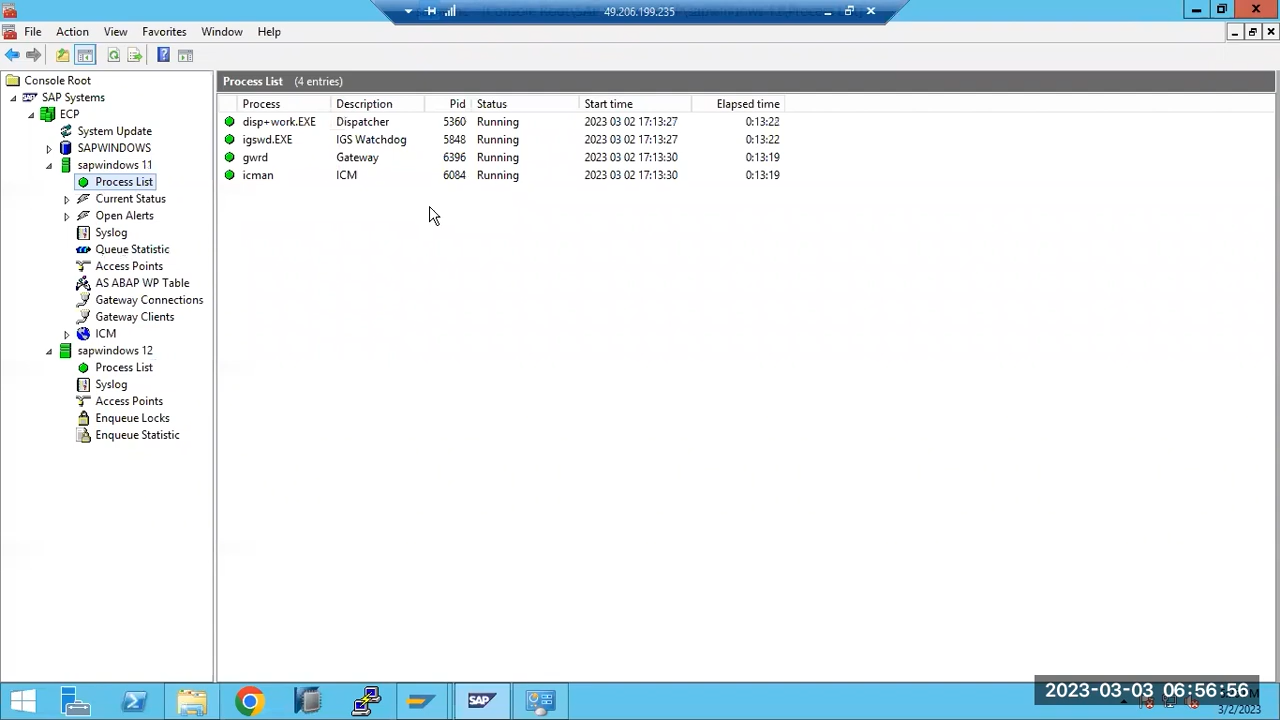 49.206.199.235
File Action View Favorites Window Help
Console Root
SAP Systems
ECP
System Update
SAPWINDOWS
sapwindows 11
Process List
Current Status
Open Alerts
Syslog
Queue Statistic
Access Points
AS ABAP WP Table
Gateway Connections
Gateway Clients
ICM
sapwindows 12
Process List
Syslog
Access Points
Enqueue Locks
Enqueue Statistic
Process List (4 entries)
Process Description Pid Status Start time Elapsed time
disp+work.EXE Dispatcher 5360 Running 2023 03 02 17:13:27 0:13:22
igswd.EXE IGS Watchdog 5848 Running 2023 03 02 17:13:27 0:13:22
gwrd Gateway 6396 Running 2023 03 02 17:13:30 0:13:19
icman ICM 6084 Running 2023 03 02 17:13:30 0:13:19
SAP
2023-03-03 06:56:56
3/2/2023